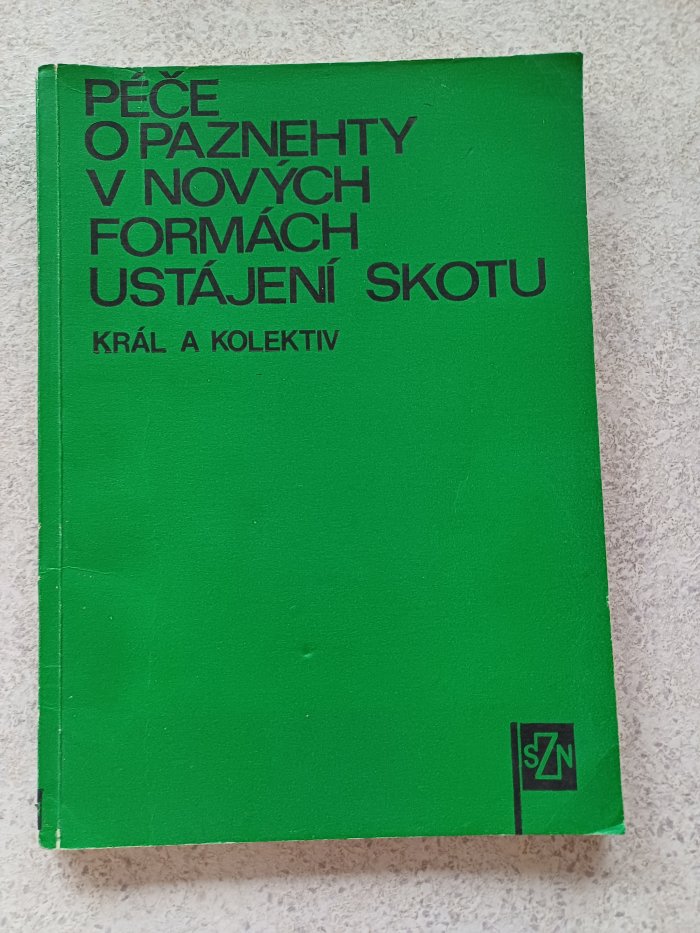 PÉČE
O PAZNEHTY
V NOVÝCH
FORMÁCH
USTÁJENÍ SKOTU
KRÁL A KOLEKTIV
SZN